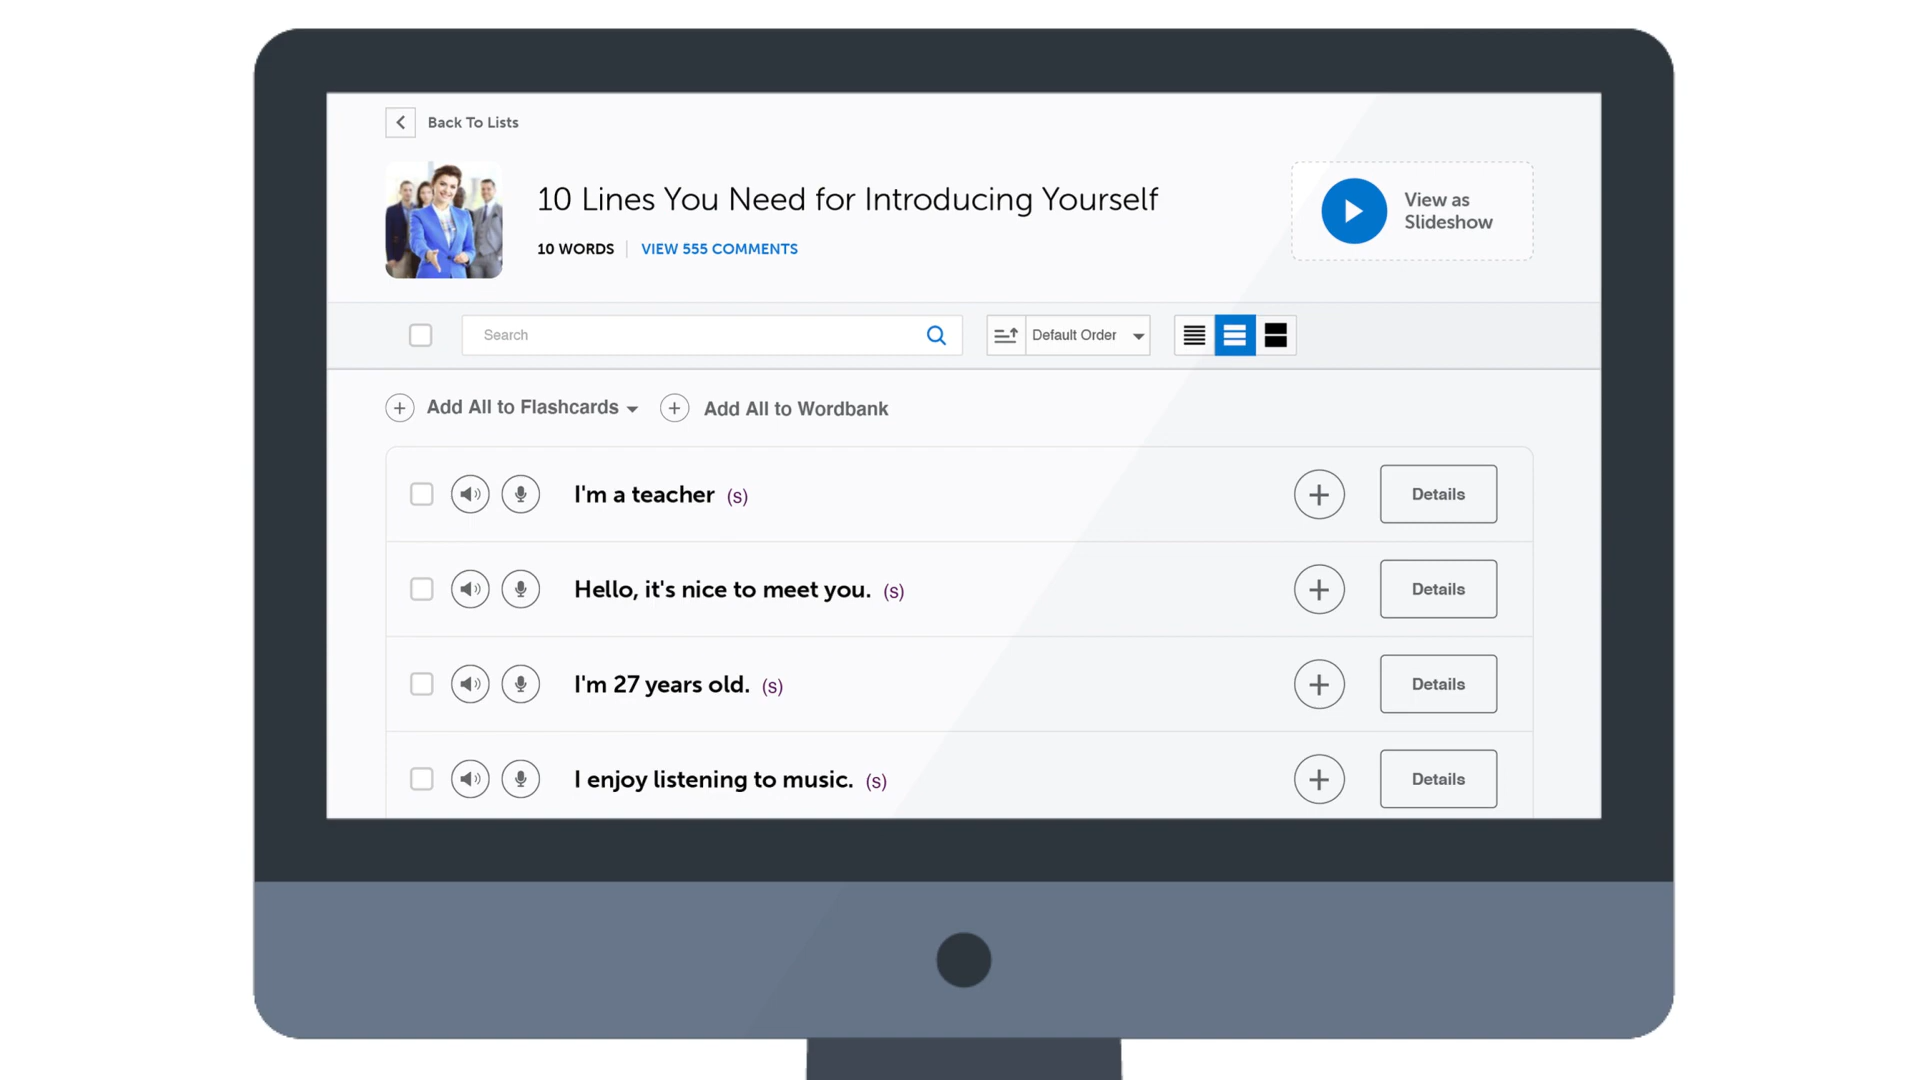 Back To Lists
10 Lines You Need for Introducing Yourself
10 WORDS VIEW 555 COMMENTS
View as
Slideshow
Search
Default Order
Add All to Flashcards
Add All to Wordbank
I'm a teacher (s)
Details
Hello, it's nice to meet you. (s)
Details
I'm 27 years old. (s)
Details
I enjoy listening to music. (s)
Details